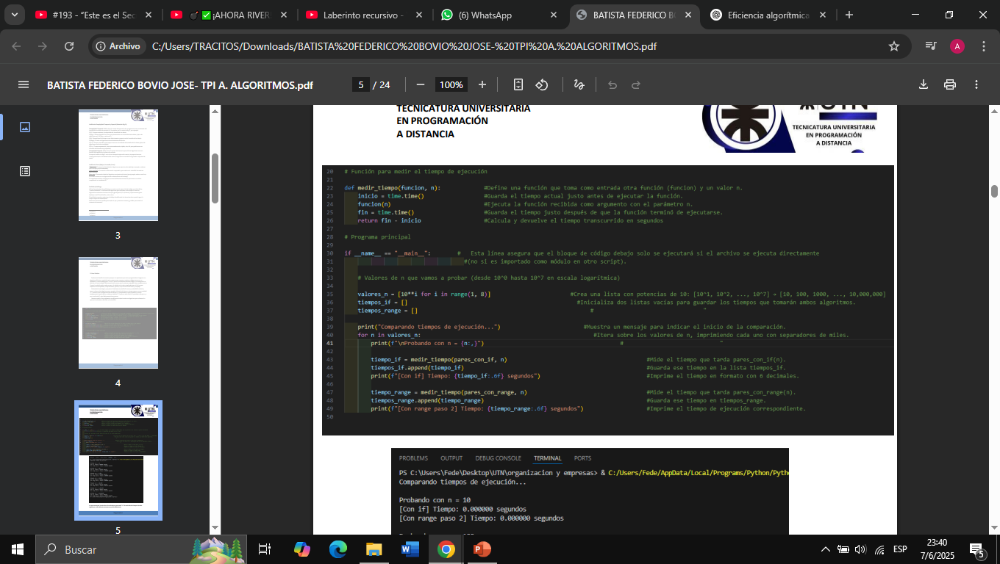 #193 - "Este es el Sec
¡AHORA RIVER
Laberinto recursivo -
(6) WhatsApp
BATISTA FEDERICO BO
Eficiencia algorítmica
Archivo
C:/Users/TRACITOS/Downloads/BATISTA%20FEDERICO%20BOVIO%20JOSE-%20TPI%20A.%20ALGORITMOS.pdf
A
BATISTA FEDERICO BOVIO JOSE- TPI A. ALGORITMOS.pdf
5 / 24
100%
3
4
5
TECNICATURA UNIVERSITARIA
EN PROGRAMACIÓN
A DISTANCIA
UTN
TECNICATURA UNIVERSITARIA
EN PROGRAMACIÓN
A DISTANCIA
20 # Función para medir el tiempo de ejecución
21
22 def medir_tiempo(funcion, n): #Define una función que toma como entrada otra función (funcion) y un valor n.
23 inicio = time.time() #Guarda el tiempo actual justo antes de ejecutar la función.
24 funcion(n) #Ejecuta la función recibida como argumento con el parámetro n.
25 fin = time.time() #Guarda el tiempo justo después de que la función terminó de ejecutarse.
26 return fin - inicio #Calcula y devuelve el tiempo transcurrido en segundos
27
28 # Programa principal
29
30 if __name__ == "__main__": # Esta línea asegura que el bloque de código debajo solo se ejecutará si el archivo se ejecuta directamente
31 #(no si es importado como módulo en otro script).
32
33 # Valores de n que vamos a probar (desde 10^0 hasta 10^7 en escala logarítmica)
34
35 valores_n = [10**i for i in range(1, 8)] #Crea una lista con potencias de 10: [10^1, 10^2, ..., 10^7] → [10, 100, 1000, ..., 10,000,000]
36 tiempos_if = [] #Inicializa dos listas vacías para guardar los tiempos que tomarán ambos algoritmos.
37 tiempos_range = [] # "
38
39 print("Comparando tiempos de ejecución...") #Muestra un mensaje para indicar el inicio de la comparación.
40 for n in valores_n: #Itera sobre los valores de n, imprimiendo cada uno con separadores de miles.
41 print(f"\nProbando con n = {n:,}") # "
42
43 tiempo_if = medir_tiempo(pares_con_if, n) #Mide el tiempo que tarda pares_con_if(n).
44 tiempos_if.append(tiempo_if) #Guarda ese tiempo en la lista tiempos_if.
45 print(f"[Con if] Tiempo: {tiempo_if:.6f} segundos") #Imprime el tiempo en formato con 6 decimales.
46
47 tiempo_range = medir_tiempo(pares_con_range, n) #Mide el tiempo que tarda pares_con_range(n).
48 tiempos_range.append(tiempo_range) #Guarda ese tiempo en tiempos_range.
49 print(f"[Con range paso 2] Tiempo: {tiempo_range:.6f} segundos") #Imprime el tiempo de ejecución correspondiente.
50
PROBLEMS OUTPUT DEBUG CONSOLE TERMINAL PORTS
PS C:\Users\Fede\Desktop\UTN\organizacion y empresas> & C:/Users/Fede/AppData/Local/Programs/Python/Pyth
Comparando tiempos de ejecución...
Probando con n = 10
[Con if] Tiempo: 0.000000 segundos
[Con range paso 2] Tiempo: 0.000000 segundos
Buscar
ESP
23:40
7/6/2025
5